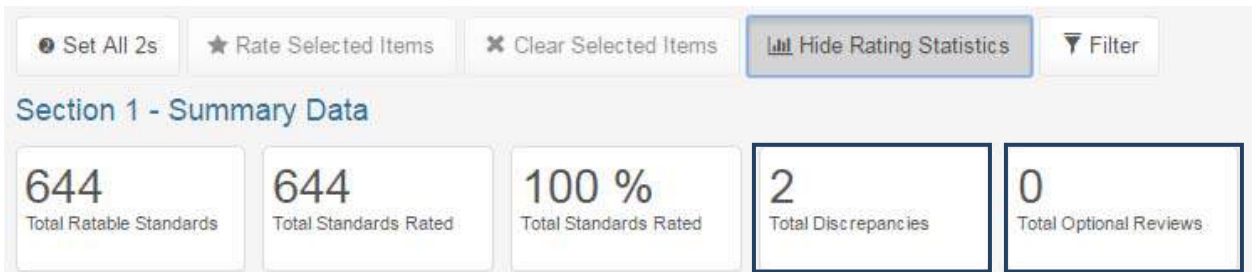 ❷ Set All 2s
Rate Selected Items
Clear Selected Items
Hide Rating Statistics
Filter
Section 1 - Summary Data
644
Total Ratable Standards
644
Total Standards Rated
100 %
Total Standards Rated
2
Total Discrepancies
0
Total Optional Reviews